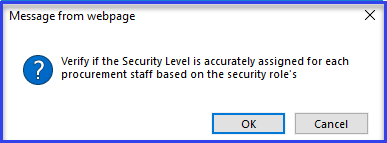 Message from webpage
Verify if the Security Level is accurately assigned for each
procurement staff based on the security role's
OK
Cancel